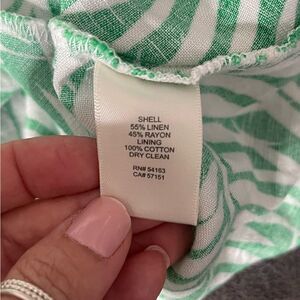 SHELL
55% LINEN
45% RAYON
LINING
100% COTTON
DRY CLEAN
RN# 54163
CA# 57151